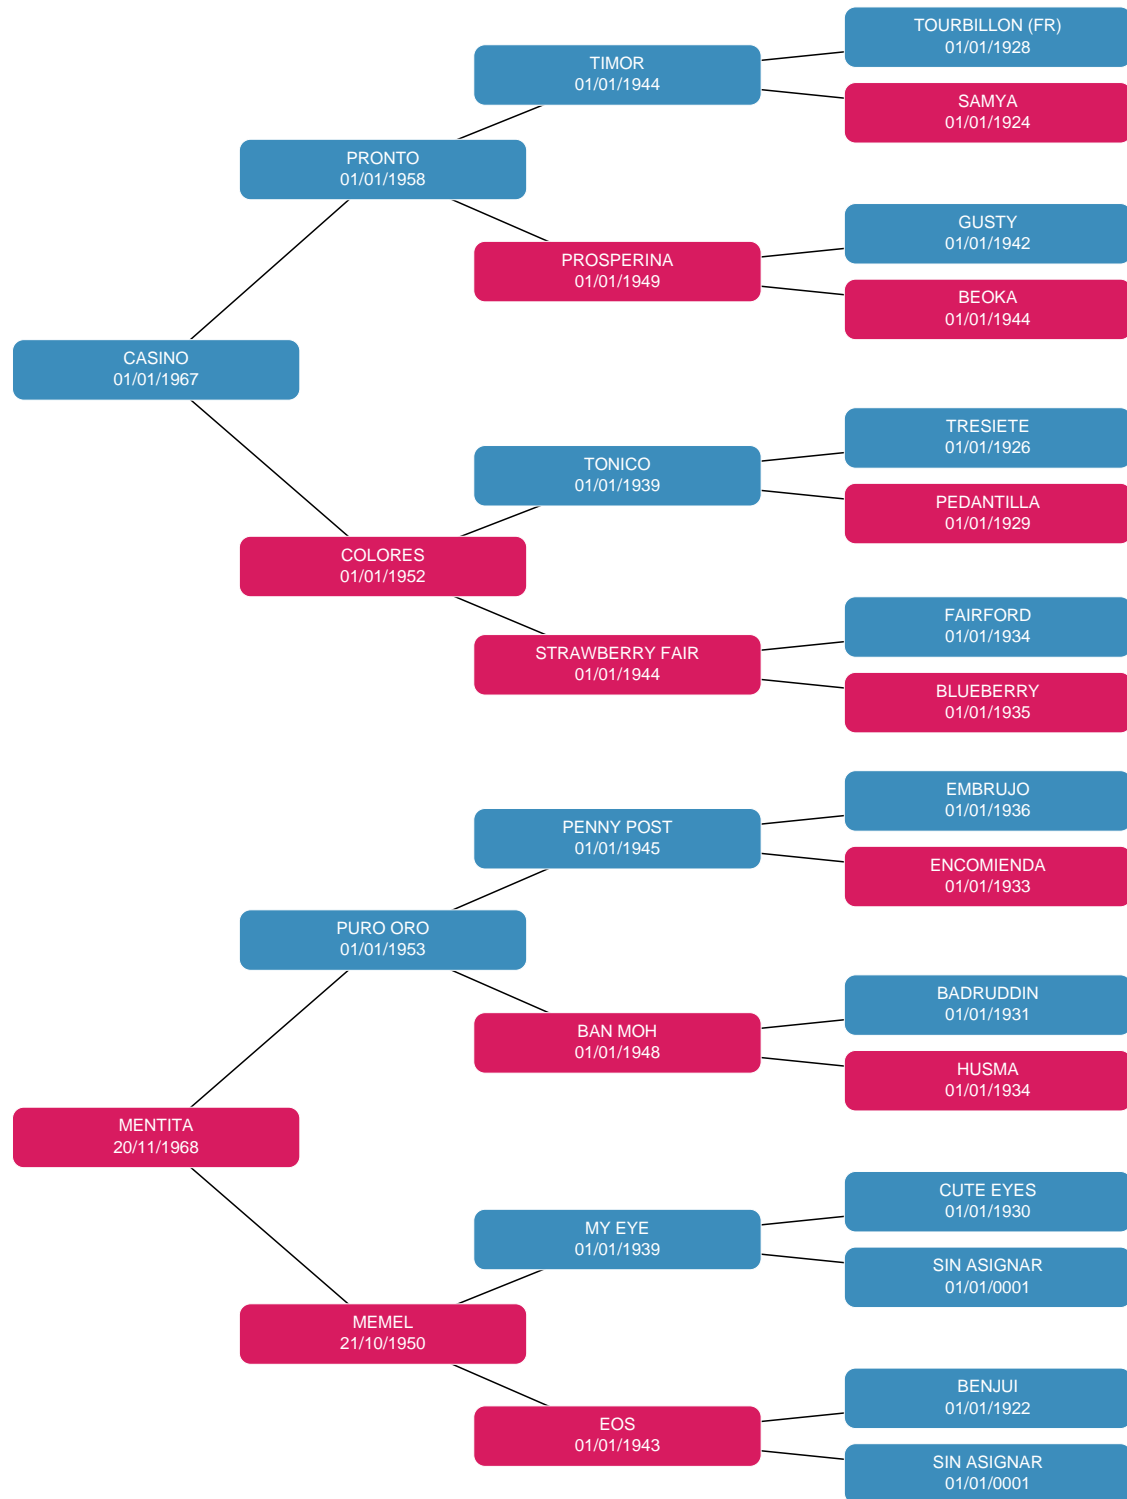 TOURBILLON (FR)
01/01/1928
TIMOR
01/01/1944
SAMYA
01/01/1924
PRONTO
01/01/1958
GUSTY
01/01/1942
PROSPERINA
01/01/1949
BEOKA
01/01/1944
CASINO
01/01/1967
TRESIETE
01/01/1926
TONICO
01/01/1939
PEDANTILLA
01/01/1929
COLORES
01/01/1952
FAIRFORD
01/01/1934
STRAWBERRY FAIR
01/01/1944
BLUEBERRY
01/01/1935
EMBRUJO
01/01/1936
PENNY POST
01/01/1945
ENCOMIENDA
01/01/1933
PURO ORO
01/01/1953
BADRUDDIN
01/01/1931
BAN MOH
01/01/1948
HUSMA
01/01/1934
MENTITA
20/11/1968
CUTE EYES
01/01/1930
MY EYE
01/01/1939
SIN ASIGNAR
01/01/0001
MEMEL
21/10/1950
BENJUI
01/01/1922
EOS
01/01/1943
SIN ASIGNAR
01/01/0001